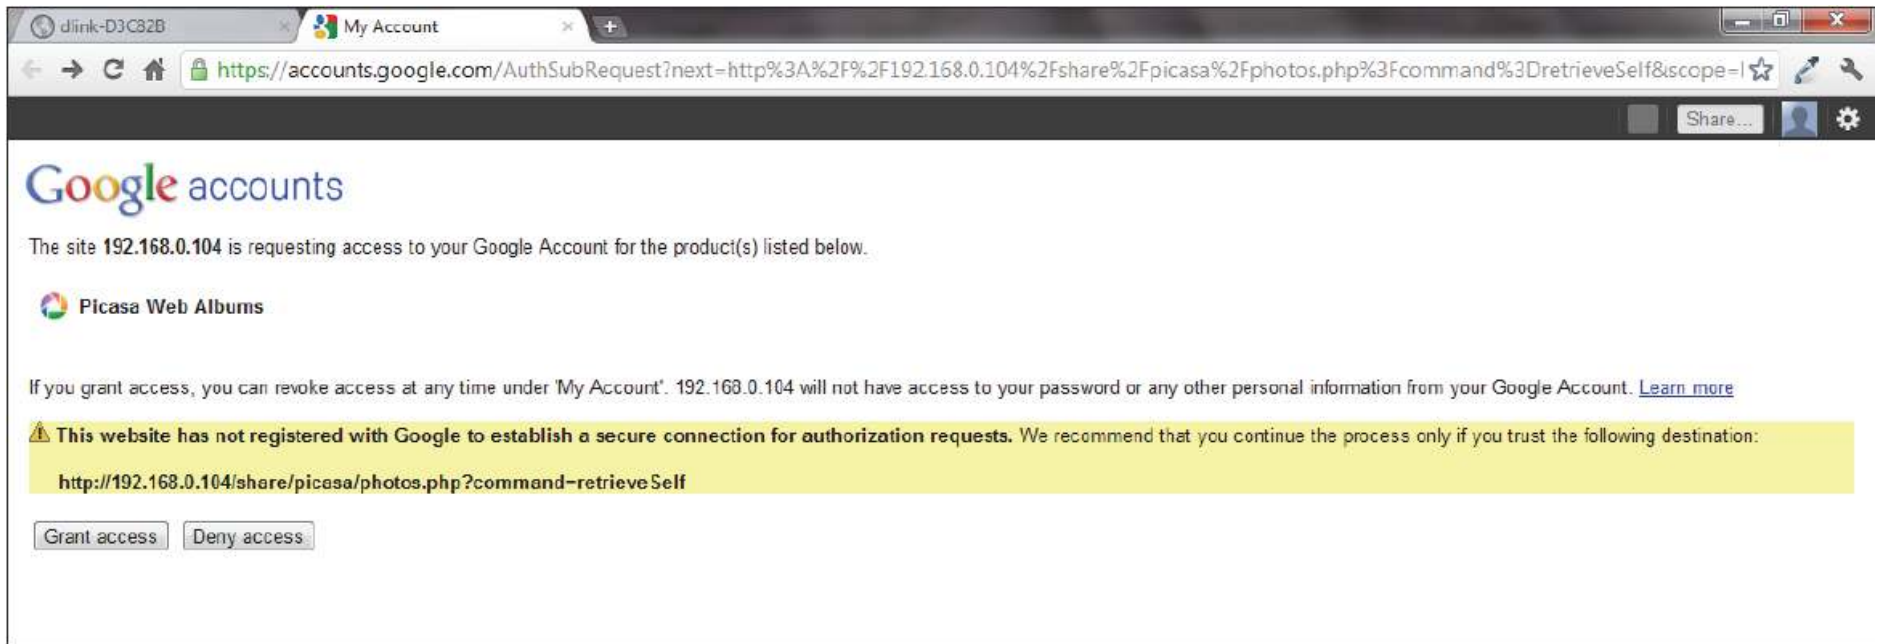 dlink-D3C82B
My Account
https://accounts.google.com/AuthSubRequest?next=http%3A%2F%2F192.168.0.104%2Fshare%2Fpicasa%2Fphotos.php%3Fcommand%3DretrieveSelf&scope=
Share...
Google accounts
The site 192.168.0.104 is requesting access to your Google Account for the product(s) listed below.
Picasa Web Albums
If you grant access, you can revoke access at any time under 'My Account'. 192.168.0.104 will not have access to your password or any other personal information from your Google Account. Learn more
This website has not registered with Google to establish a secure connection for authorization requests. We recommend that you continue the process only if you trust the following destination:
http://192.168.0.104/share/picasa/photos.php?command=retrieveSelf
Grant access Deny access